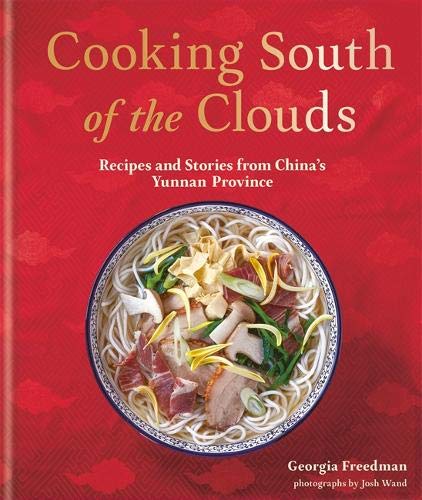 Cooking South
of the Clouds
Recipes and Stories from China's
Yunnan Province
Georgia Freedman
photographs by Josh Wand